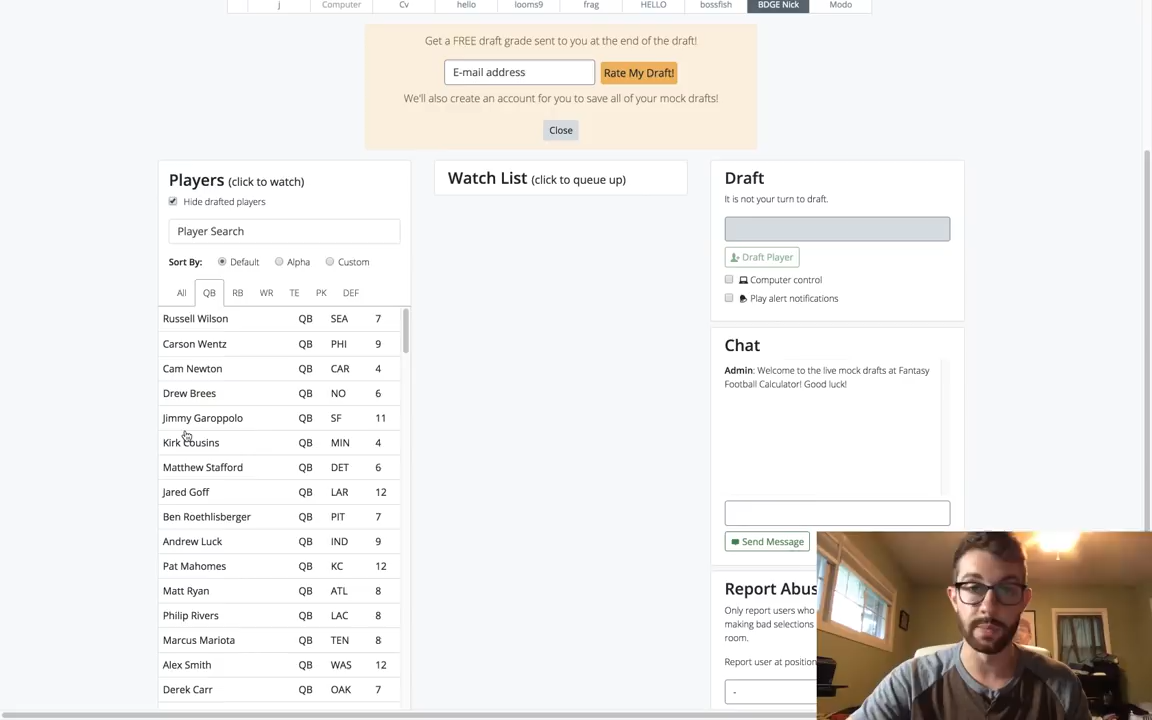 j Computer Cv hello looms9 frag HELLO bossfish BDGE Nick Modo
Get a FREE draft grade sent to you at the end of the draft!
E-mail address Rate My Draft!
We'll also create an account for you to save all of your mock drafts!
Close
Players (click to watch)
Hide drafted players
Player Search
Sort By: Default Alpha Custom
All QB RB WR TE PK DEF
Russell Wilson QB SEA 7
Carson Wentz QB PHI 9
Cam Newton QB CAR 4
Drew Brees QB NO 6
Jimmy Garoppolo QB SF 11
Kirk Cousins QB MIN 4
Matthew Stafford QB DET 6
Jared Goff QB LAR 12
Ben Roethlisberger QB PIT 7
Andrew Luck QB IND 9
Pat Mahomes QB KC 12
Matt Ryan QB ATL 8
Philip Rivers QB LAC 8
Marcus Mariota QB TEN 8
Alex Smith QB WAS 12
Derek Carr QB OAK 7
Watch List (click to queue up)
Draft
It is not your turn to draft.
Draft Player
Computer control
Play alert notifications
Chat
Admin: Welcome to the live mock drafts at Fantasy
Football Calculator! Good luck!
Send Message
Report Abus
Only report users who
making bad selections
room.
Report user at position
-